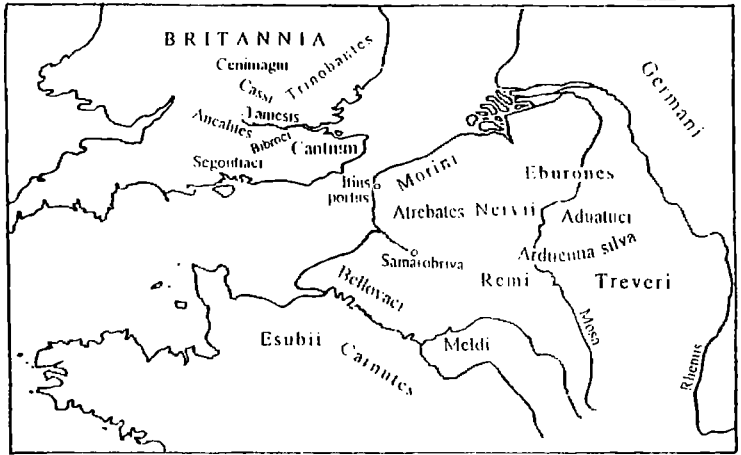 BRITANNIA
Cenimagni
Cassi
Trinobantes
Tamesis
Ancalites
Bibroci
Cantium
Segontiaci
Itius
portus
Morini
Germani
Eburones
Atrebates
Nervii
Aduatuci
Arduenna silva
Samarobriva
Remi
Treveri
Bellovaci
Mosa
Esubii
Carnutes
Meldi
Rhenus